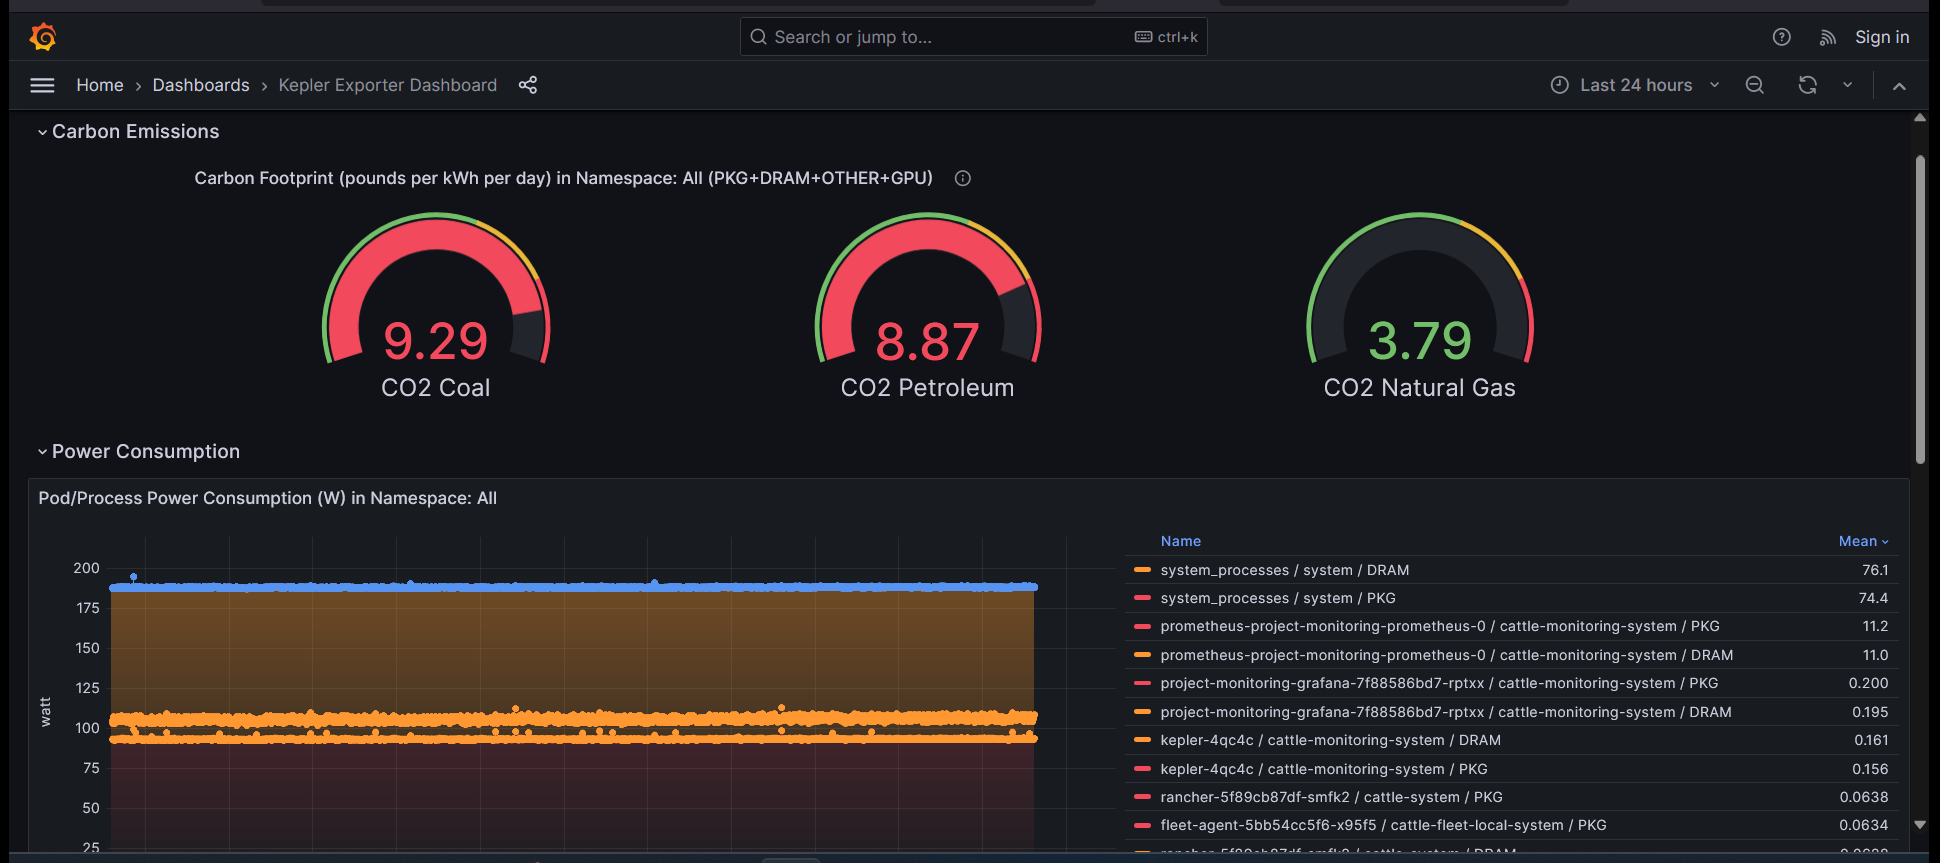 Search or jump to...
ctrl+k
Sign in
Home › Dashboards › Kepler Exporter Dashboard
Last 24 hours
Carbon Emissions
Carbon Footprint (pounds per kWh per day) in Namespace: All (PKG+DRAM+OTHER+GPU)
9.29
CO2 Coal
8.87
CO2 Petroleum
3.79
CO2 Natural Gas
Power Consumption
Pod/Process Power Consumption (W) in Namespace: All
watt
200
175
150
125
100
75
50
25
Name Mean
system_processes / system / DRAM 76.1
system_processes / system / PKG 74.4
prometheus-project-monitoring-prometheus-0 / cattle-monitoring-system / PKG 11.2
prometheus-project-monitoring-prometheus-0 / cattle-monitoring-system / DRAM 11.0
project-monitoring-grafana-7f88586bd7-rptxx / cattle-monitoring-system / PKG 0.200
project-monitoring-grafana-7f88586bd7-rptxx / cattle-monitoring-system / DRAM 0.195
kepler-4qc4c / cattle-monitoring-system / DRAM 0.161
kepler-4qc4c / cattle-monitoring-system / PKG 0.156
rancher-5f89cb87df-smfk2 / cattle-system / PKG 0.0638
fleet-agent-5bb54cc5f6-x95f5 / cattle-fleet-local-system / PKG 0.0634